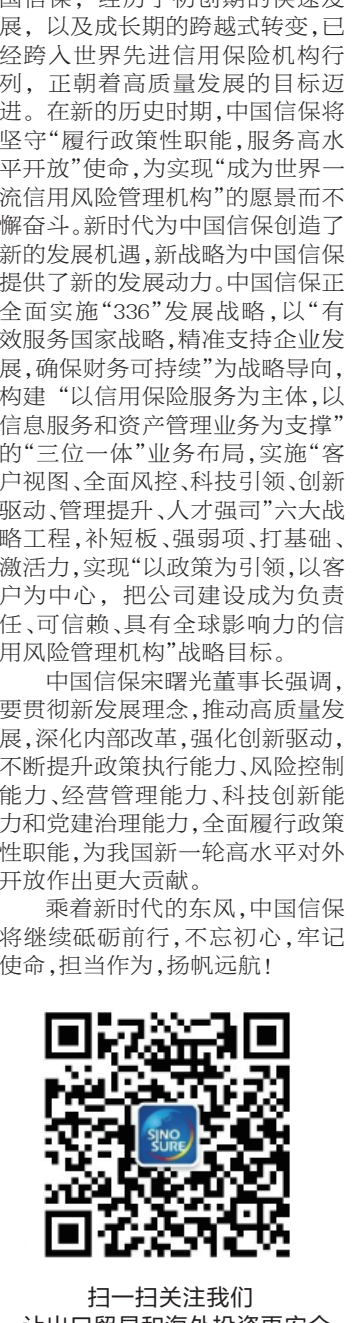 国信保，经历了初创期的快速发
展，以及成长期的跨越式转变，已
经跨入世界先进信用保险机构行
列，正朝着高质量发展的目标迈
进。在新的历史时期，中国信保将
坚守“履行政策性职能，服务高水
平开放”使命，为实现“成为世界一
流信用风险管理机构”的愿景而不
懈奋斗。新时代为中国信保创造了
新的发展机遇，新战略为中国信保
提供了新的发展动力。中国信保正
全面实施“336”发展战略，以“有
效服务国家战略，精准支持企业发
展，确保财务可持续”为战略导向，
构建“以信用保险服务为主体，以
信息服务和资产管理业务为支撑”
的“三位一体”业务布局，实施“客
户视图、全面风控、科技引领、创新
驱动、管理提升、人才强司”六大战
略工程，补短板、强弱项、打基础、
激活力，实现“以政策为引领，以客
户为中心，把公司建设成为负责
任、可信赖、具有全球影响力的信
用风险管理机构”战略目标。
中国信保宋曙光董事长强调，
要贯彻新发展理念，推动高质量发
展，深化内部改革，强化创新驱动，
不断提升政策执行能力、风险控制
能力、经营管理能力、科技创新能
力和党建治理能力，全面履行政策
性职能，为我国新一轮高水平对外
开放作出更大贡献。
乘着新时代的东风，中国信保
将继续砥砺前行，不忘初心，牢记
使命，担当作为，扬帆远航！
SINO
SURE
扫一扫关注我们
让出口贸易和海外投资更安全